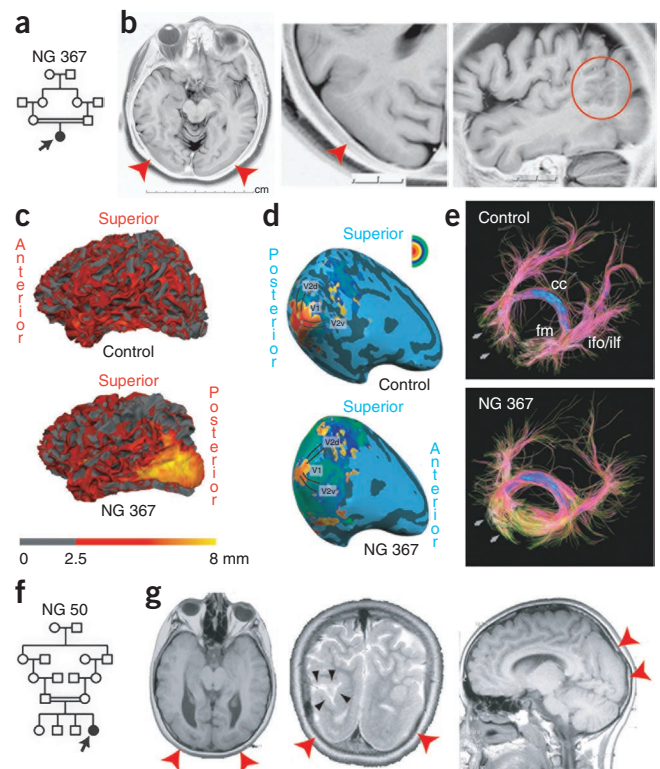 a
NG 367
b
cm
c
Superior
Anterior
Control
Superior
Posterior
NG 367
0 2.5 8 mm
d
Superior
Posterior
V2d
V1
V2v
Control
Superior
V2d
V1
V2v
Anterior
NG 367
e
Control
cc
fm
ifo/ilf
NG 367
f
NG 50
g